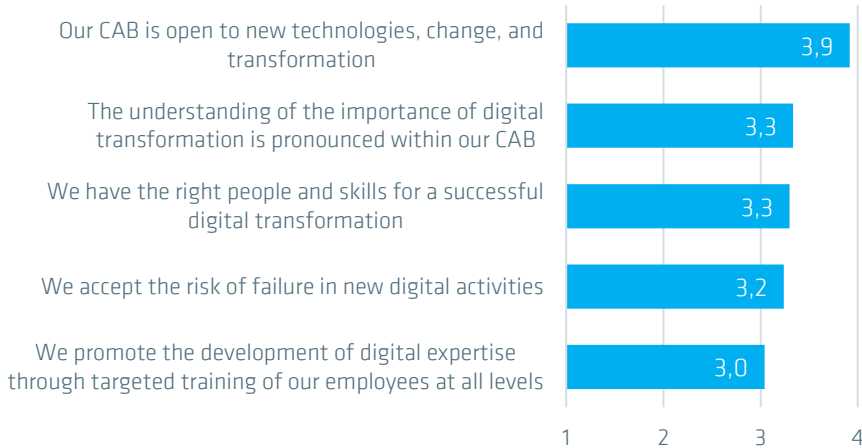 Our CAB is open to new technologies, change, and
transformation
3,9
The understanding of the importance of digital
transformation is pronounced within our CAB
3,3
We have the right people and skills for a successful
digital transformation
3,3
We accept the risk of failure in new digital activities
3,2
We promote the development of digital expertise
through targeted training of our employees at all levels
3,0
1 2 3 4